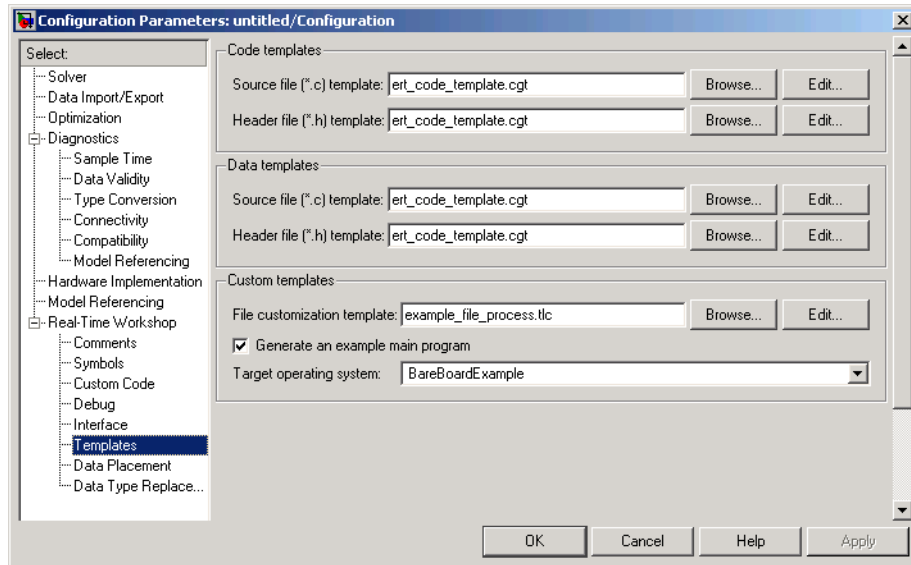 Configuration Parameters: untitled/Configuration
Select:
Solver
Data Import/Export
Optimization
Diagnostics
Sample Time
Data Validity
Type Conversion
Connectivity
Compatibility
Model Referencing
Hardware Implementation
Model Referencing
Real-Time Workshop
Comments
Symbols
Custom Code
Debug
Interface
Templates
Data Placement
Data Type Replace...
Code templates
Source file (*.c) template: ert_code_template.cgt Browse... Edit...
Header file (*.h) template: ert_code_template.cgt Browse... Edit...
Data templates
Source file (*.c) template: ert_code_template.cgt Browse... Edit...
Header file (*.h) template: ert_code_template.cgt Browse... Edit...
Custom templates
File customization template: example_file_process.tlc Browse... Edit...
Generate an example main program
Target operating system: BareBoardExample
OK Cancel Help Apply